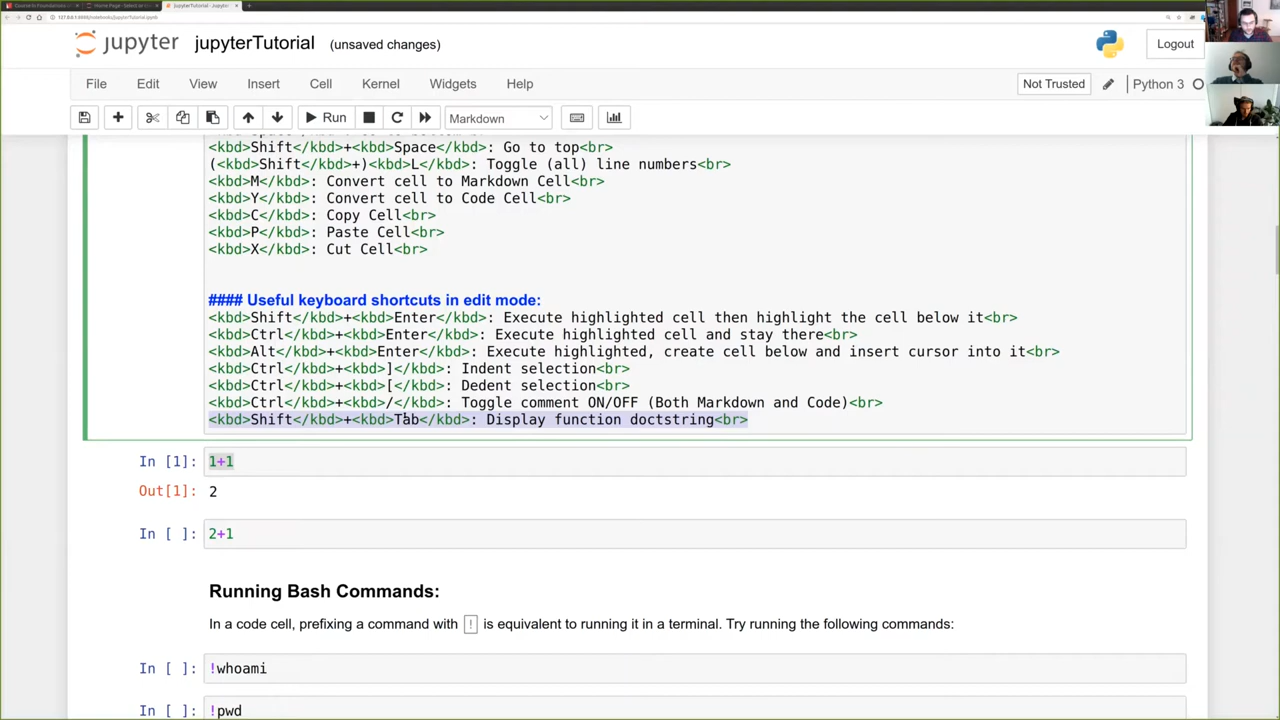 Home Page - Select or
jupyterTutorial - Jupyter
jupyter jupyterTutorial (unsaved changes)
Logout
File Edit View Insert Cell Kernel Widgets Help
Not Trusted
Python 3
Run
Markdown
<kbd>Shift</kbd>+<kbd>Space</kbd>: Go to top<br>
(<kbd>Shift</kbd>+)<kbd>L</kbd>: Toggle (all) line numbers<br>
<kbd>M</kbd>: Convert cell to Markdown Cell<br>
<kbd>Y</kbd>: Convert cell to Code Cell<br>
<kbd>C</kbd>: Copy Cell<br>
<kbd>P</kbd>: Paste Cell<br>
<kbd>X</kbd>: Cut Cell<br>
#### Useful keyboard shortcuts in edit mode:
<kbd>Shift</kbd>+<kbd>Enter</kbd>: Execute highlighted cell then highlight the cell below it<br>
<kbd>Ctrl</kbd>+<kbd>Enter</kbd>: Execute highlighted cell and stay there<br>
<kbd>Alt</kbd>+<kbd>Enter</kbd>: Execute highlighted, create cell below and insert cursor into it<br>
<kbd>Ctrl</kbd>+<kbd>]</kbd>: Indent selection<br>
<kbd>Ctrl</kbd>+<kbd>[</kbd>: Dedent selection<br>
<kbd>Ctrl</kbd>+<kbd>/</kbd>: Toggle comment ON/OFF (Both Markdown and Code)<br>
<kbd>Shift</kbd>+<kbd>Tab</kbd>: Display function doctstring<br>
In [1]: 1+1
Out[1]: 2
In [ ]: 2+1
Running Bash Commands:
In a code cell, prefixing a command with ! is equivalent to running it in a terminal. Try running the following commands:
In [ ]: !whoami
In [ ]: !pwd